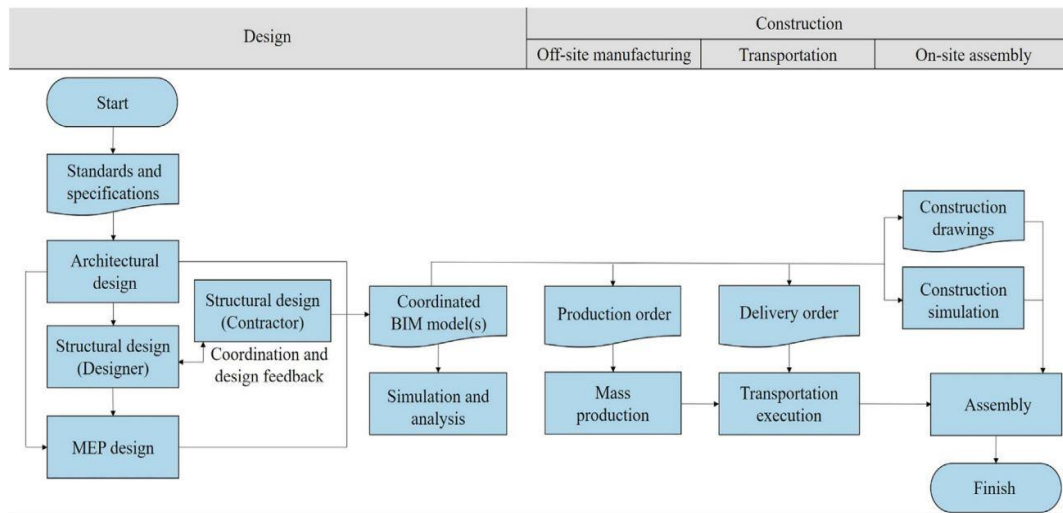 Design
Construction
Off-site manufacturing
Transportation
On-site assembly
Start
Standards and
specifications
Architectural
design
Structural design
(Designer)
MEP design
Structural design
(Contractor)
Coordination and
design feedback
Coordinated
BIM model(s)
Simulation and
analysis
Production order
Mass
production
Delivery order
Transportation
execution
Construction
drawings
Construction
simulation
Assembly
Finish